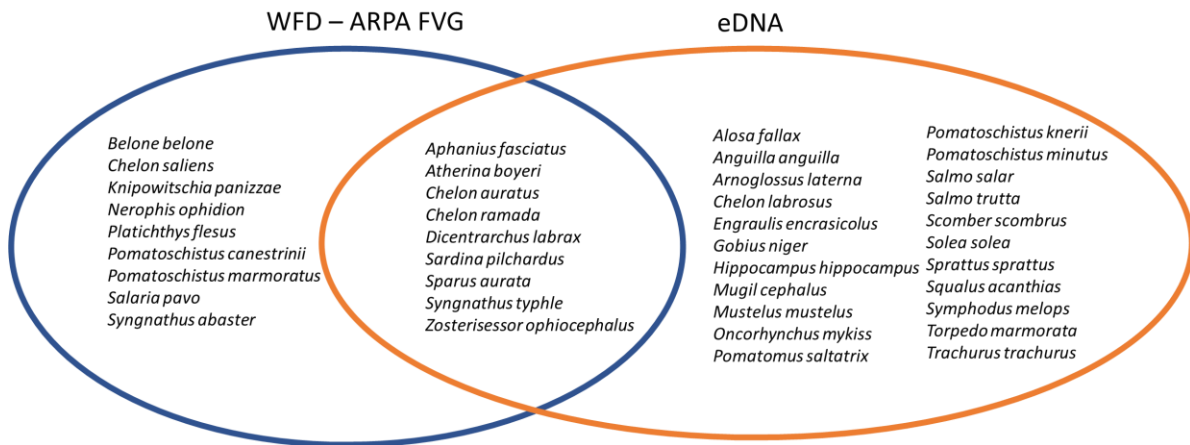 WFD – ARPA FVG
eDNA
Belone belone
Chelon saliens
Knipowitschia panizzae
Nerophis ophidion
Platichthys flesus
Pomatoschistus canestrinii
Pomatoschistus marmoratus
Salaria pavo
Syngnathus abaster
Aphanius fasciatus
Atherina boyeri
Chelon auratus
Chelon ramada
Dicentrarchus labrax
Sardina pilchardus
Sparus aurata
Syngnathus typhle
Zosterisessor ophiocephalus
Alosa fallax
Anguilla anguilla
Arnoglossus laterna
Chelon labrosus
Engraulis encrasicolus
Gobius niger
Hippocampus hippocampus
Mugil cephalus
Mustelus mustelus
Oncorhynchus mykiss
Pomatomus saltatrix
Pomatoschistus knerii
Pomatoschistus minutus
Salmo salar
Salmo trutta
Scomber scombrus
Solea solea
Sprattus sprattus
Squalus acanthias
Symphodus melops
Torpedo marmorata
Trachurus trachurus